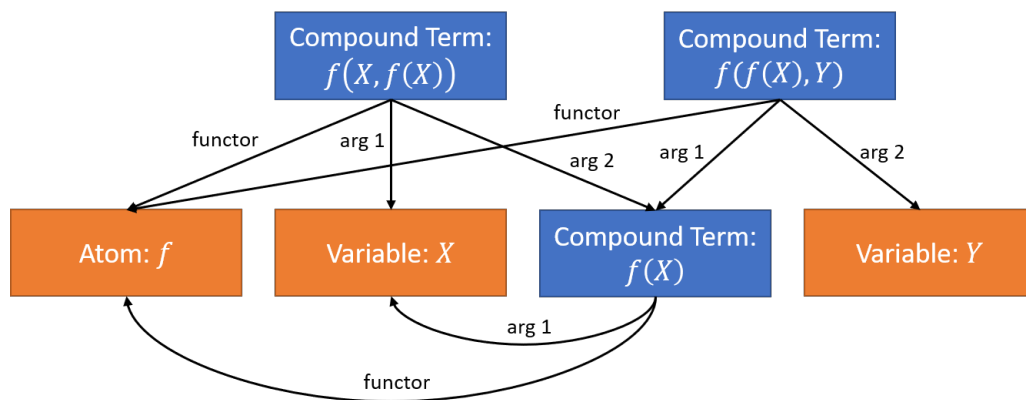 Compound Term:
f(X, f(X))
Compound Term:
f(f(X), Y)
functor
arg 1
functor
arg 2
arg 1
arg 2
Atom: f
Variable: X
Compound Term:
f(X)
Variable: Y
arg 1
functor